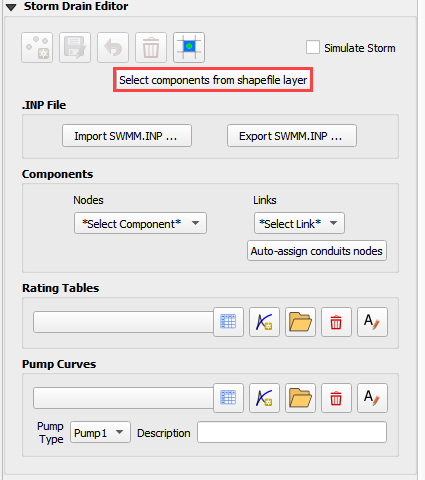 Storm Drain Editor
Simulate Storm
Select components from shapefile layer
.INP File
Import SWMM.INP ...
Export SWMM.INP ...
Components
Nodes
Links
*Select Component*
*Select Link*
Auto-assign conduits nodes
Rating Tables
A
Pump Curves
A
Pump Type
Pump1
Description